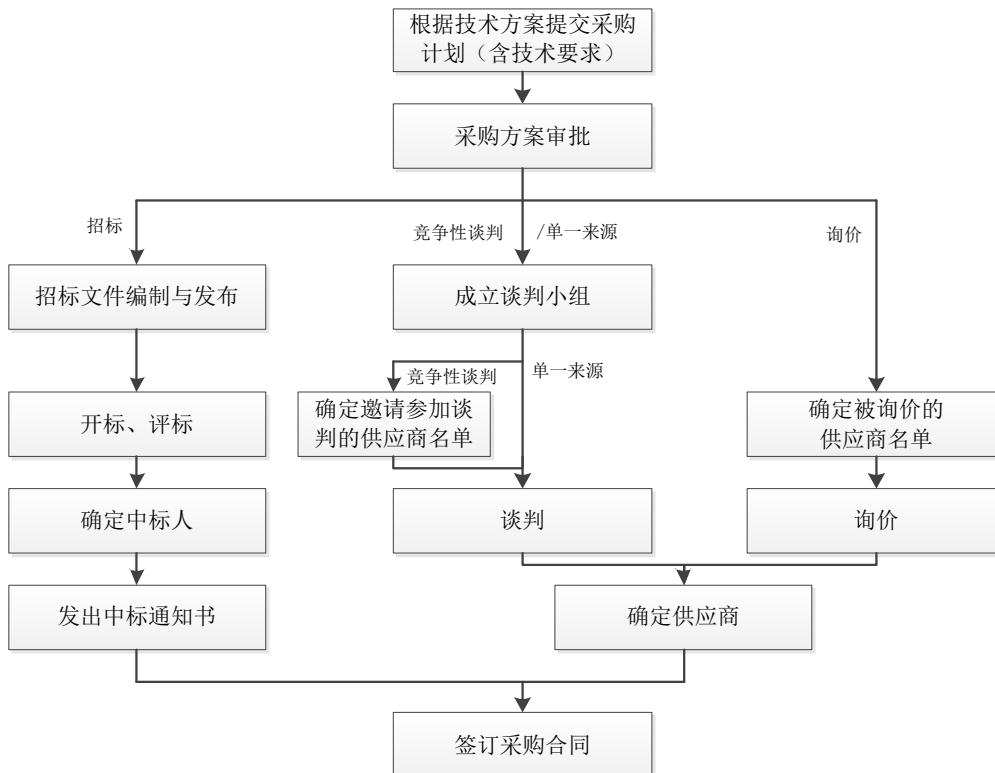 根据技术方案提交采购
计划（含技术要求）
采购方案审批
招标
竞争性谈判
/单一来源
询价
招标文件编制与发布
成立谈判小组
竞争性谈判
单一来源
开标、评标
确定邀请参加谈
判的供应商名单
确定被询价的
供应商名单
确定中标人
谈判
询价
发出中标通知书
确定供应商
签订采购合同